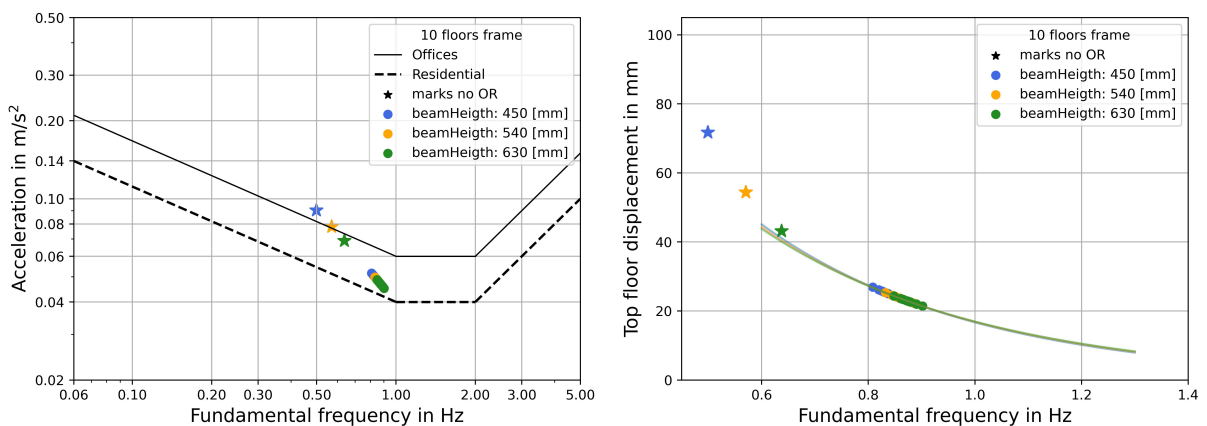 10 floors frame
Offices
Residential
marks no OR
beamHeigth: 450 [mm]
beamHeigth: 540 [mm]
beamHeigth: 630 [mm]
Acceleration in m/s²
0.50
0.30
0.20
0.14
0.10
0.08
0.06
0.04
0.02
0.06 0.10 0.20 0.30 0.50 1.00 2.00 3.00 5.00
Fundamental frequency in Hz
10 floors frame
marks no OR
beamHeigth: 450 [mm]
beamHeigth: 540 [mm]
beamHeigth: 630 [mm]
Top floor displacement in mm
100
80
60
40
20
0
0.6 0.8 1.0 1.2 1.4
Fundamental frequency in Hz